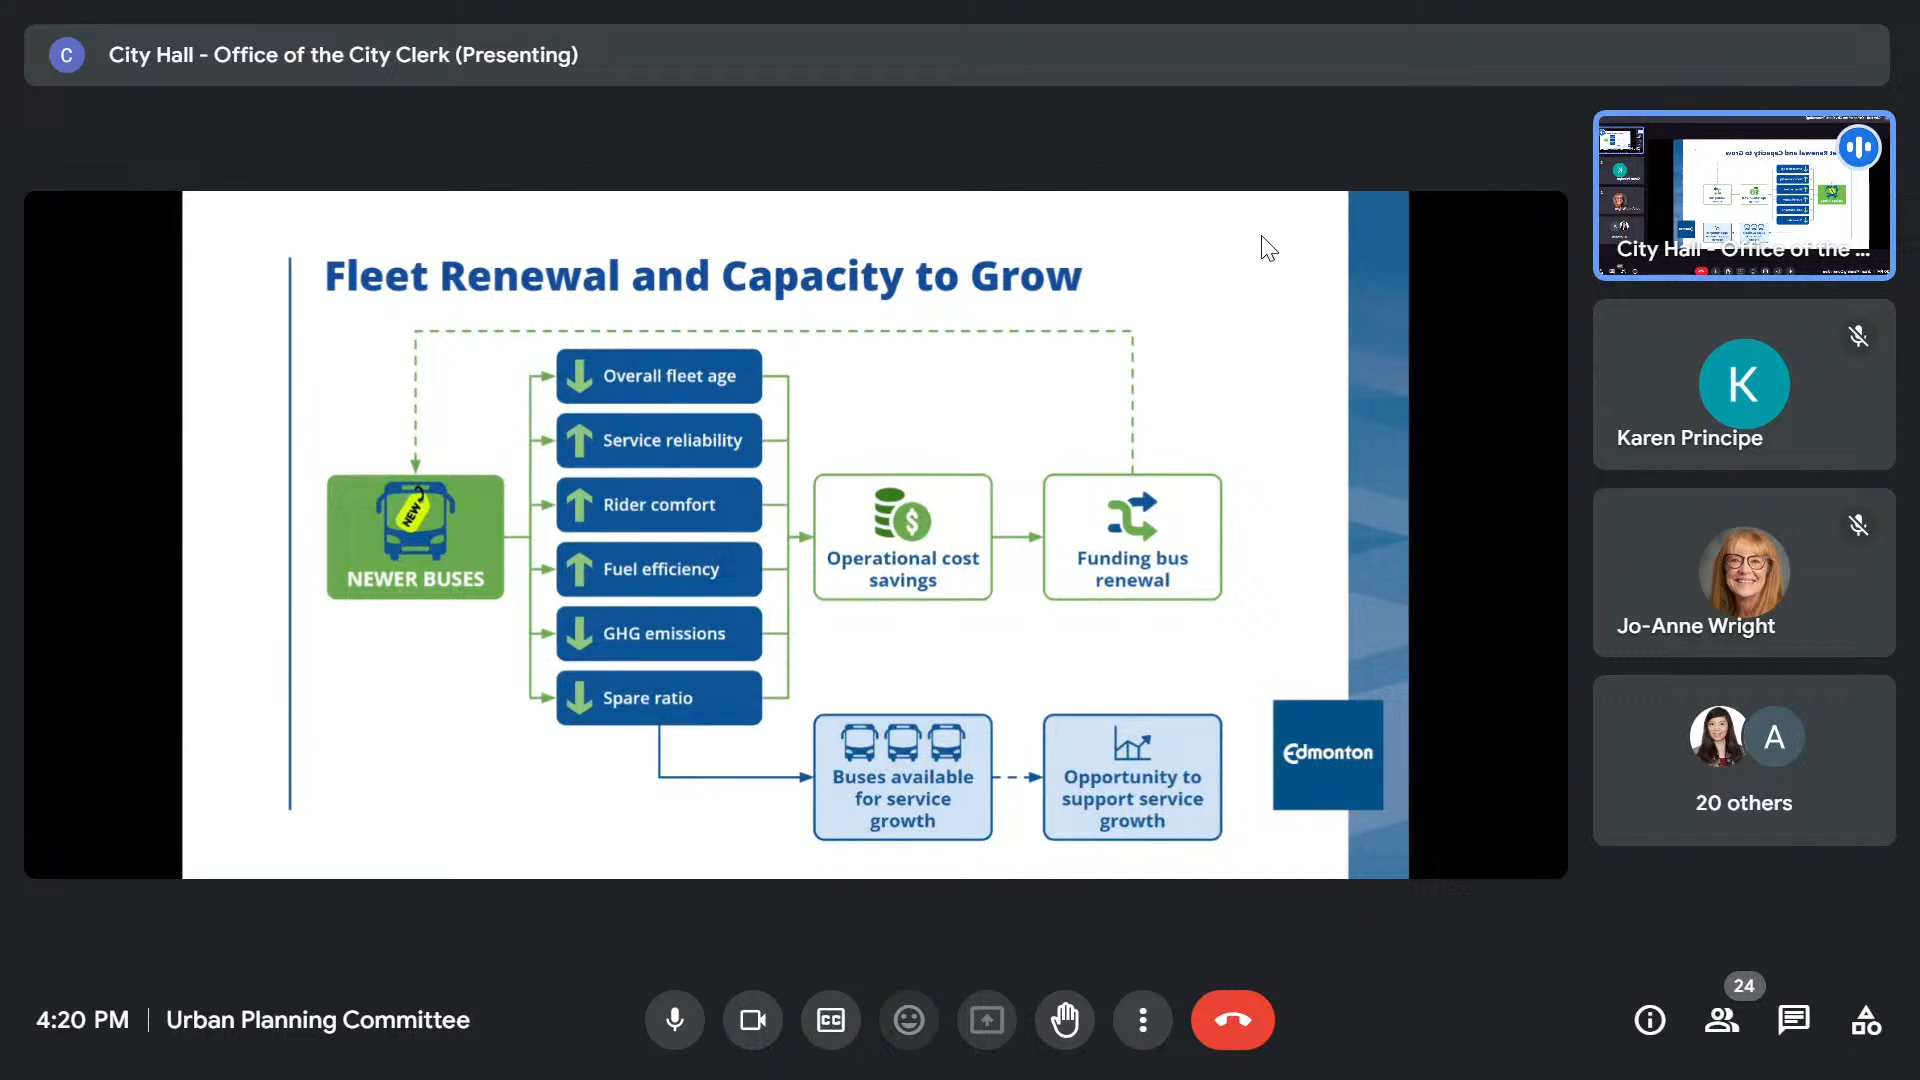 C
City Hall - Office of the City Clerk (Presenting)
Fleet Renewal and Capacity to Grow
NEW
NEWER BUSES
Overall fleet age
Service reliability
Rider comfort
Fuel efficiency
GHG emissions
Spare ratio
$
Operational cost
savings
Funding bus
renewal
Buses available
for service
growth
Opportunity to
support service
growth
Edmonton
City Hall - Office of the ...
K
Karen Principe
Jo-Anne Wright
A
20 others
4:20 PM
Urban Planning Committee
CC
24